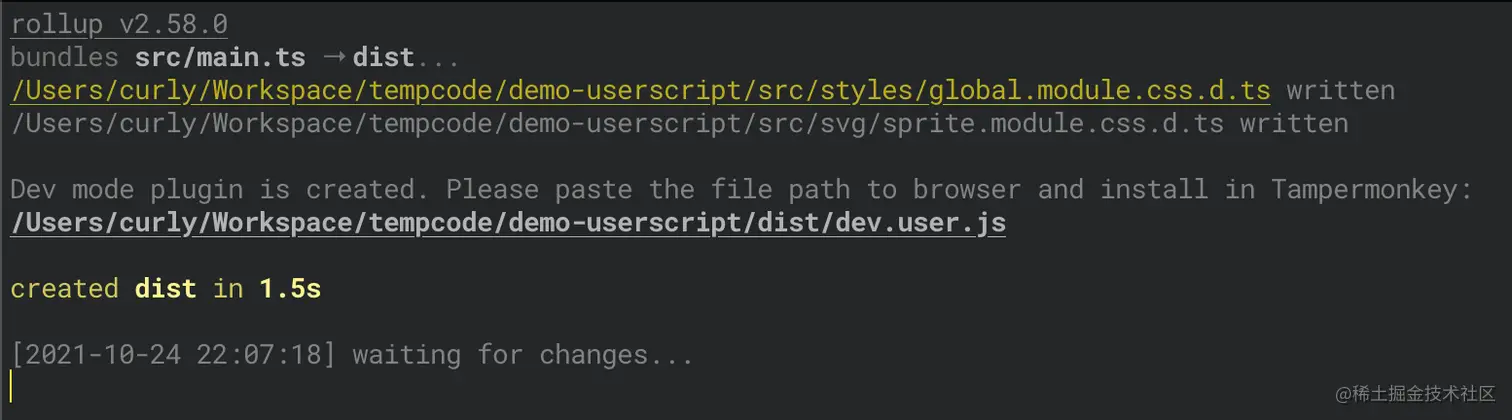 rollup v2.58.0
bundles src/main.ts → dist...
/Users/curly/Workspace/tempcode/demo-userscript/src/styles/global.module.css.d.ts written
/Users/curly/Workspace/tempcode/demo-userscript/src/svg/sprite.module.css.d.ts written
Dev mode plugin is created. Please paste the file path to browser and install in Tampermonkey:
/Users/curly/Workspace/tempcode/demo-userscript/dist/dev.user.js
created dist in 1.5s
[2021-10-24 22:07:18] waiting for changes...
@稀土掘金技术社区